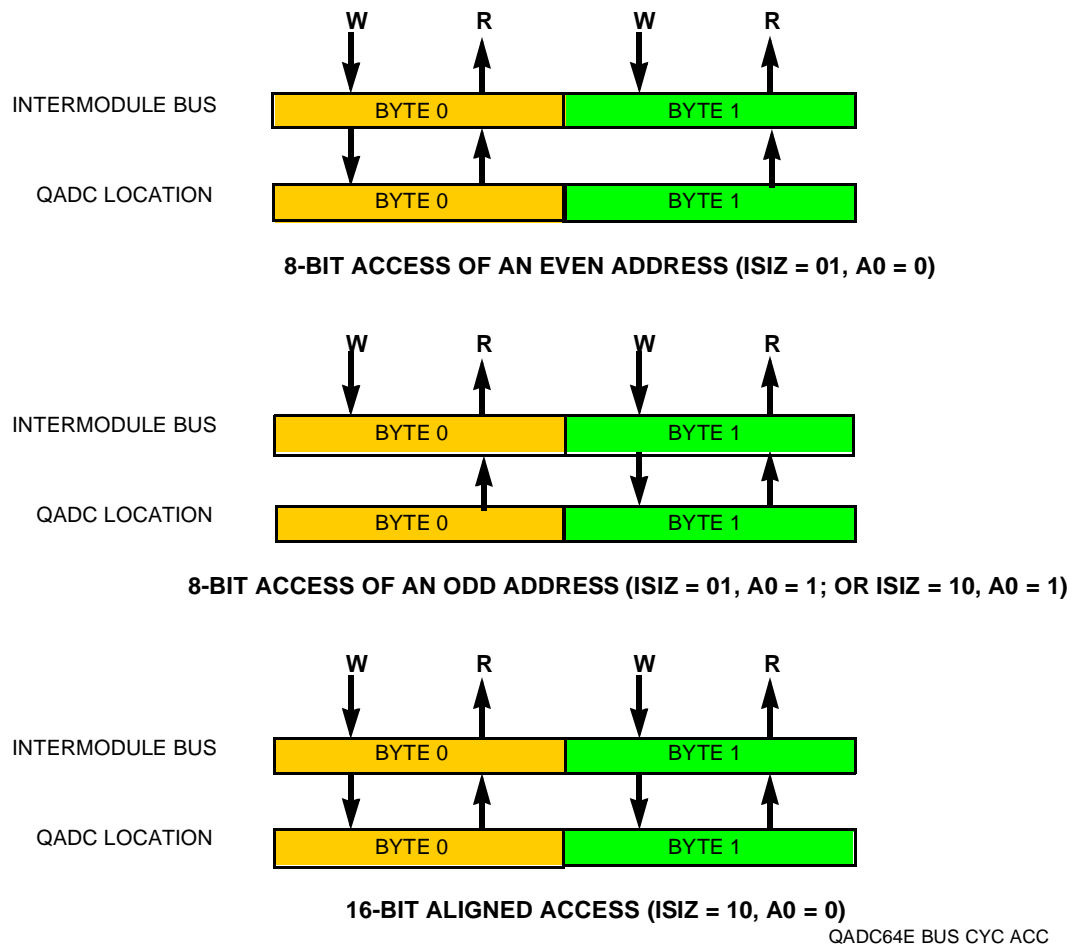 W R W R
INTERMODULE BUS BYTE 0 BYTE 1
QADC LOCATION BYTE 0 BYTE 1
8-BIT ACCESS OF AN EVEN ADDRESS (ISIZ = 01, A0 = 0)
W R W R
INTERMODULE BUS BYTE 0 BYTE 1
QADC LOCATION BYTE 0 BYTE 1
8-BIT ACCESS OF AN ODD ADDRESS (ISIZ = 01, A0 = 1; OR ISIZ = 10, A0 = 1)
W R W R
INTERMODULE BUS BYTE 0 BYTE 1
QADC LOCATION BYTE 0 BYTE 1
16-BIT ALIGNED ACCESS (ISIZ = 10, A0 = 0)
QADC64E BUS CYC ACC